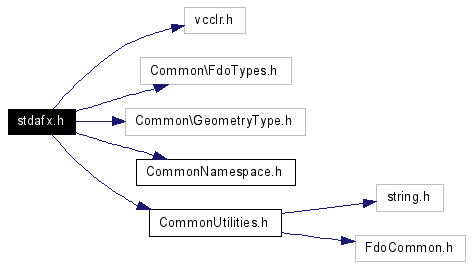 vcclr.h
Common\FdoTypes.h
stdafx.h
Common\GeometryType.h
CommonNamespace.h
string.h
CommonUtilities.h
FdoCommon.h